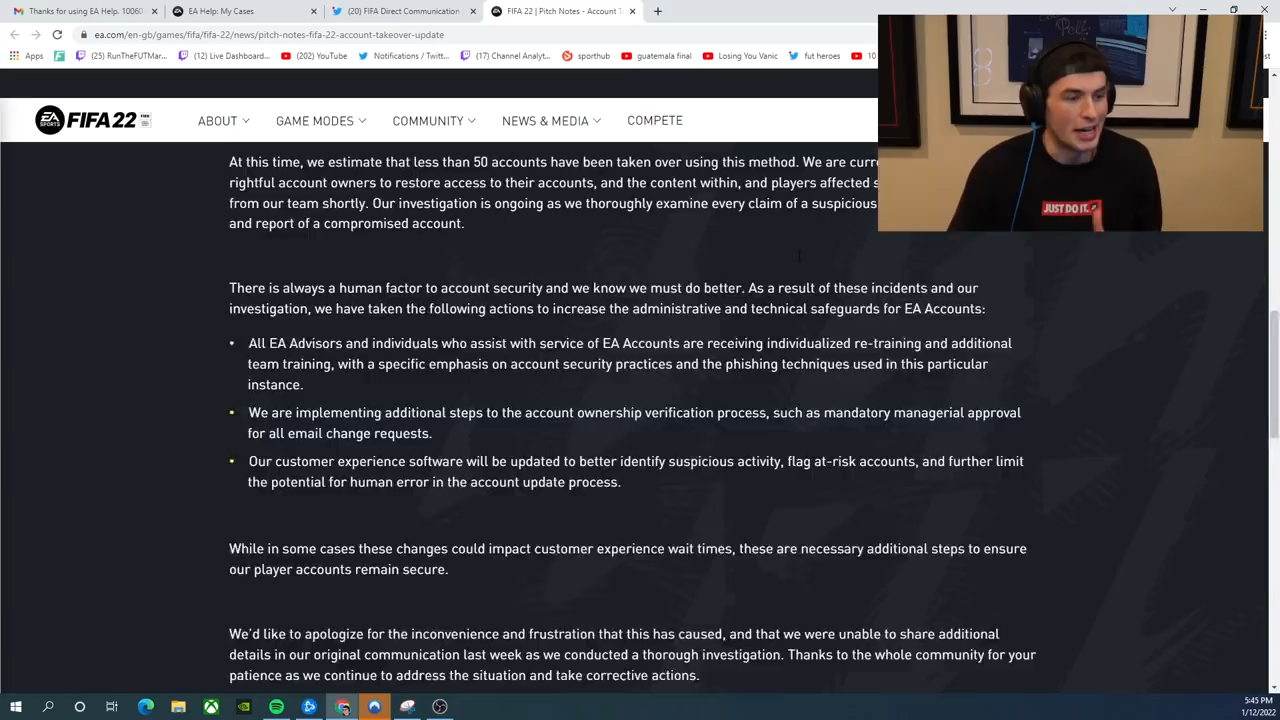 Thanks for using EA Help. 10060
EA Help: My Cases
(20) FIFA Direct Communication
FIFA 22 | Pitch Notes - Account Ta
ea.com/en-gb/games/fifa/fifa-22/news/pitch-notes-fifa-22-account-takeover-update
Apps (25) RunTheFUTMar... (12) Live Dashboard... (202) YouTube Notifications / Twitt... (17) Channel Analyt... sporthub guatemala final Losing You Vanic fut heroes 10
EA SPORTS FIFA 22 ABOUT GAME MODES COMMUNITY NEWS & MEDIA COMPETE
At this time, we estimate that less than 50 accounts have been taken over using this method. We are curre
rightful account owners to restore access to their accounts, and the content within, and players affected s
from our team shortly. Our investigation is ongoing as we thoroughly examine every claim of a suspicious
and report of a compromised account.
JUST DO IT.
There is always a human factor to account security and we know we must do better. As a result of these incidents and our
investigation, we have taken the following actions to increase the administrative and technical safeguards for EA Accounts:
• All EA Advisors and individuals who assist with service of EA Accounts are receiving individualized re-training and additional
team training, with a specific emphasis on account security practices and the phishing techniques used in this particular
instance.
• We are implementing additional steps to the account ownership verification process, such as mandatory managerial approval
for all email change requests.
• Our customer experience software will be updated to better identify suspicious activity, flag at-risk accounts, and further limit
the potential for human error in the account update process.
While in some cases these changes could impact customer experience wait times, these are necessary additional steps to ensure
our player accounts remain secure.
We'd like to apologize for the inconvenience and frustration that this has caused, and that we were unable to share additional
details in our original communication last week as we conducted a thorough investigation. Thanks to the whole community for your
patience as we continue to address the situation and take corrective actions.
5:45 PM
1/12/2022